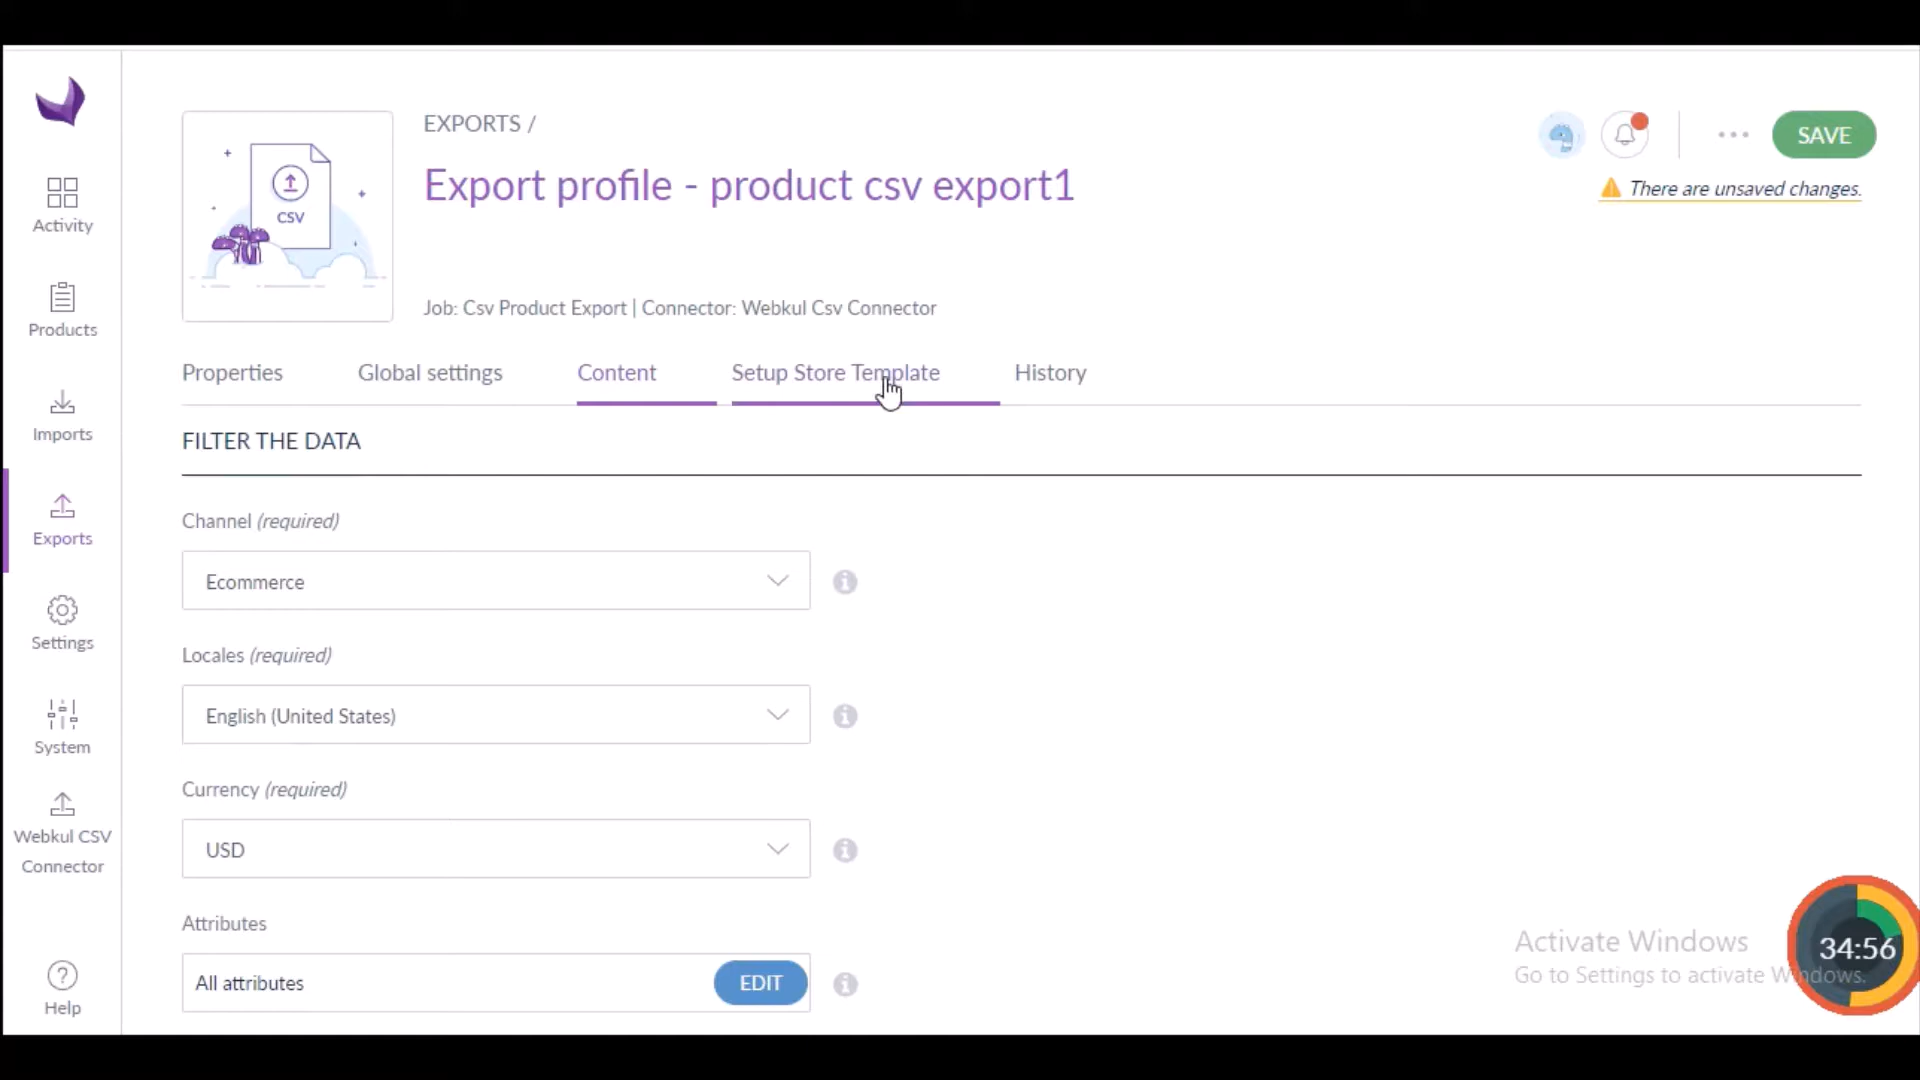 EXPORTS /
Export profile - product csv export1
SAVE
There are unsaved changes.
CSV
Job: Csv Product Export | Connector: Webkul Csv Connector
Activity
Products
Imports
Exports
Settings
System
Webkul CSV
Connector
Help
Properties
Global settings
Content
Setup Store Template
History
FILTER THE DATA
Channel (required)
Ecommerce
Locales (required)
English (United States)
Currency (required)
USD
Attributes
All attributes
EDIT
Activate Windows
Go to Settings to activate Windows.
34:56